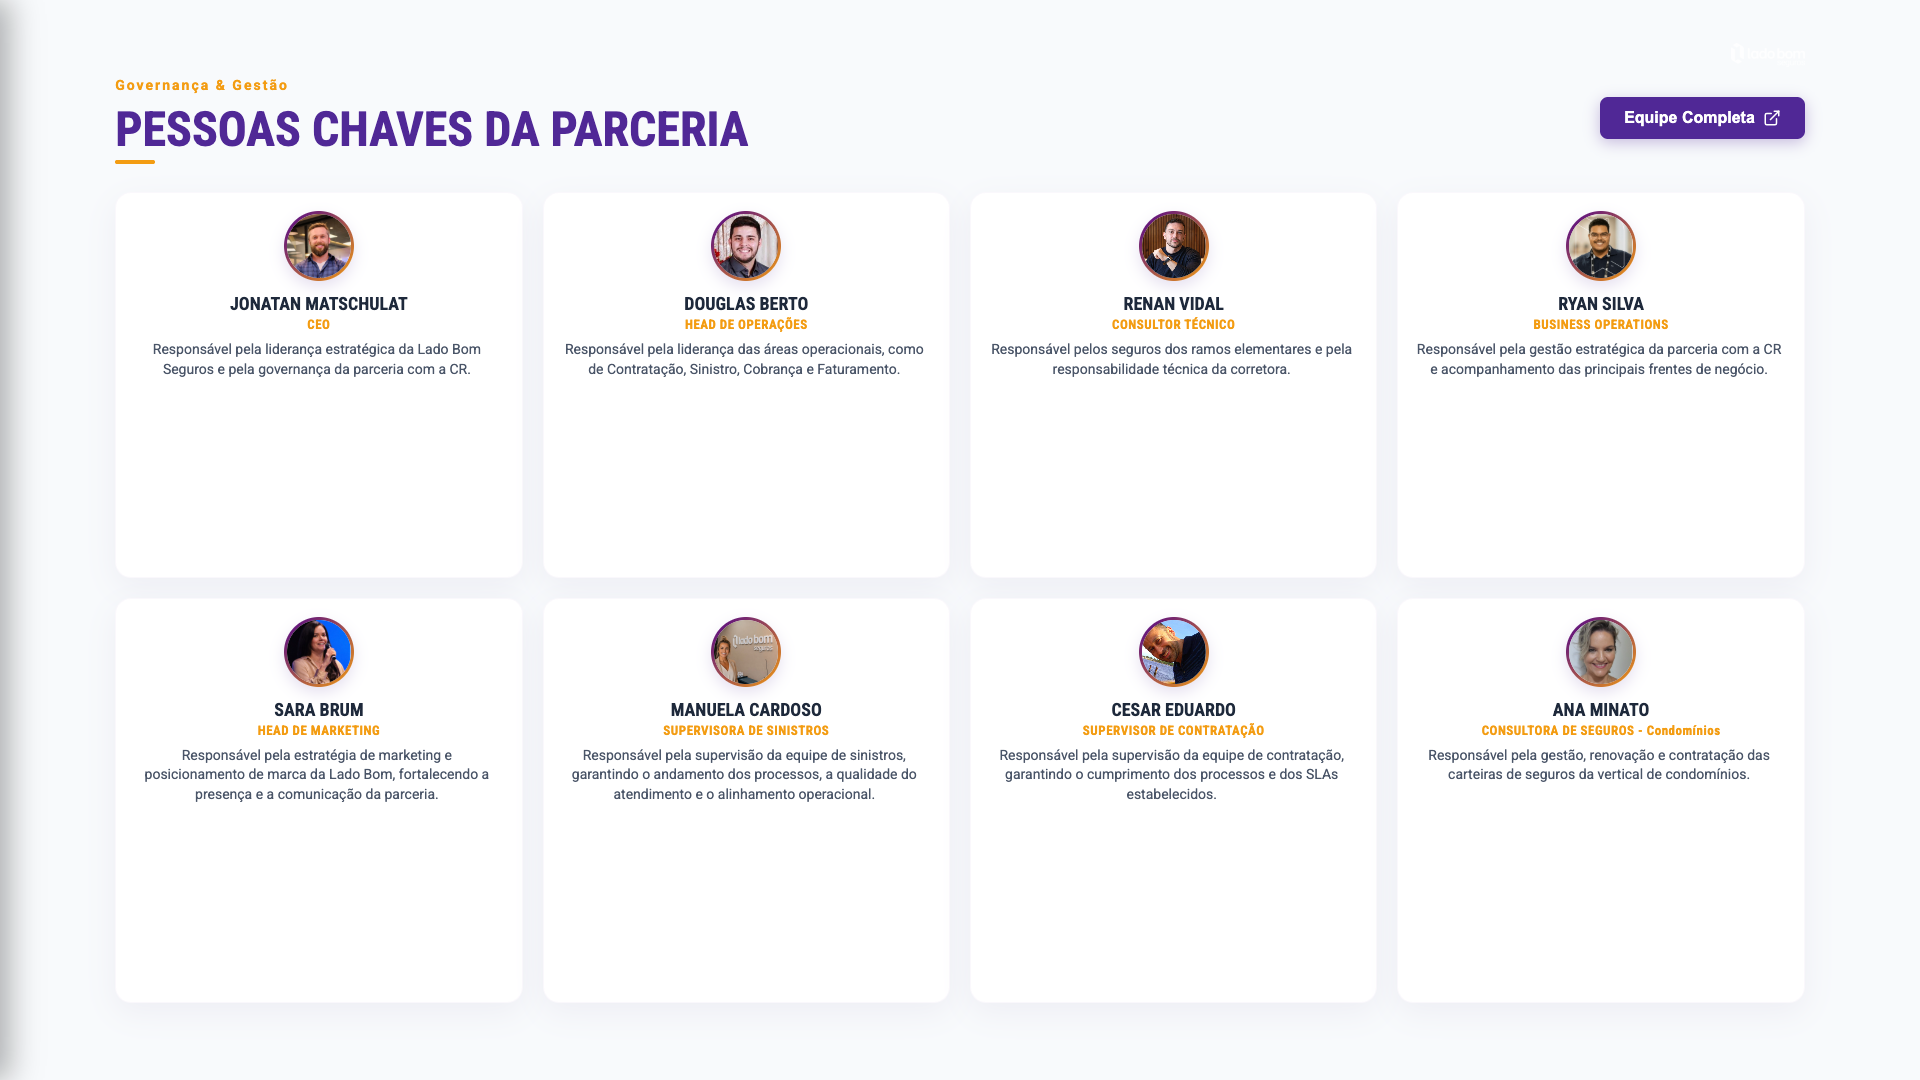 Governança & Gestão
PESSOAS CHAVES DA PARCERIA
Equipe Completa
JONATAN MATSCHULAT
CEO
Responsável pela liderança estratégica da Lado Bom
Seguros e pela governança da parceria com a CR.
DOUGLAS BERTO
HEAD DE OPERAÇÕES
Responsável pela liderança das áreas operacionais, como
de Contratação, Sinistro, Cobrança e Faturamento.
RENAN VIDAL
CONSULTOR TÉCNICO
Responsável pelos seguros dos ramos elementares e pela
responsabilidade técnica da corretora.
RYAN SILVA
BUSINESS OPERATIONS
Responsável pela gestão estratégica da parceria com a CR
e acompanhamento das principais frentes de negócio.
SARA BRUM
HEAD DE MARKETING
Responsável pela estratégia de marketing e
posicionamento de marca da Lado Bom, fortalecendo a
presença e a comunicação da parceria.
lado bom
MANUELA CARDOSO
SUPERVISORA DE SINISTROS
Responsável pela supervisão da equipe de sinistros,
garantindo o andamento dos processos, a qualidade do
atendimento e o alinhamento operacional.
CESAR EDUARDO
SUPERVISOR DE CONTRATAÇÃO
Responsável pela supervisão da equipe de contratação,
garantindo o cumprimento dos processos e dos SLAs
estabelecidos.
ANA MINATO
CONSULTORA DE SEGUROS - Condomínios
Responsável pela gestão, renovação e contratação das
carteiras de seguros da vertical de condomínios.